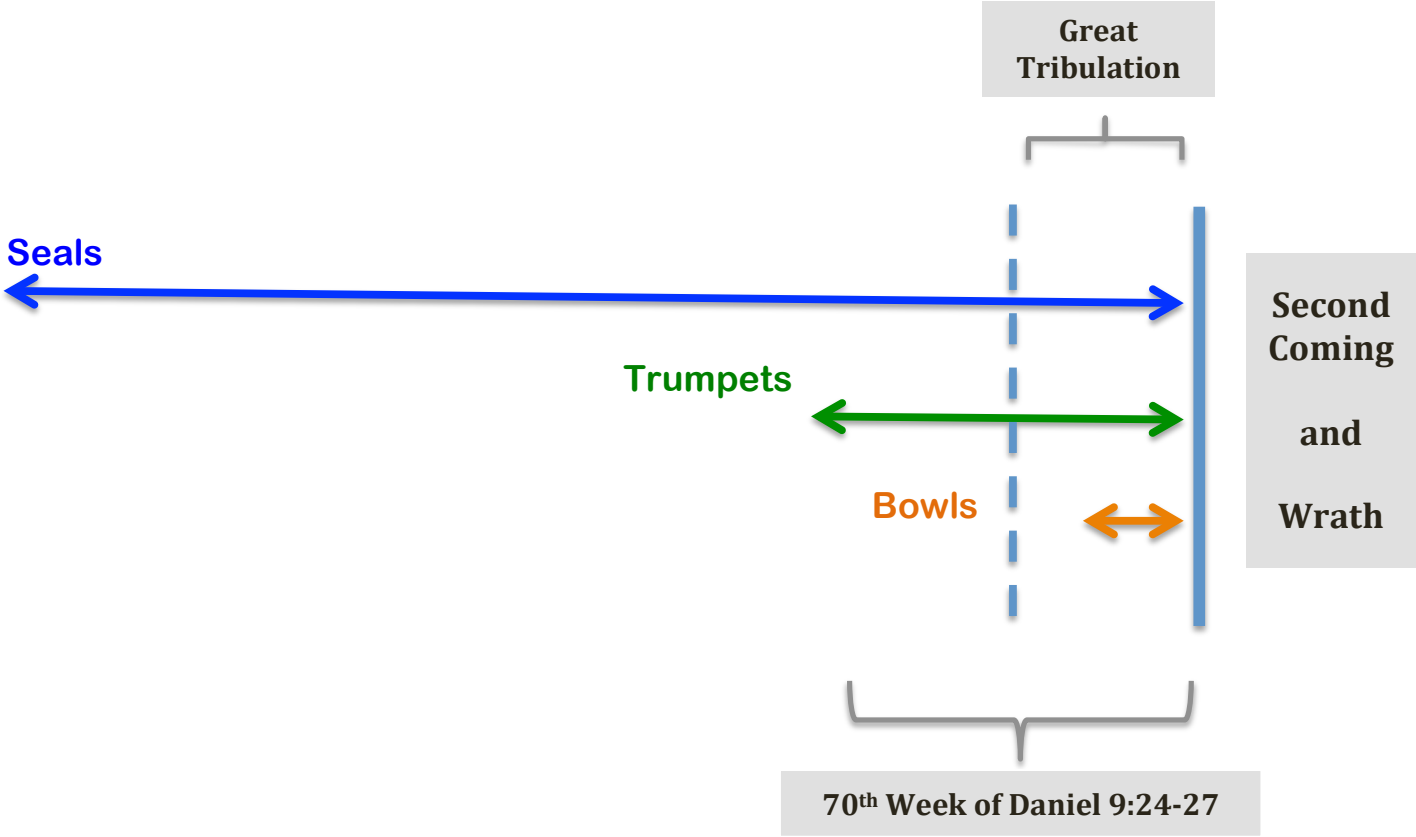 Great
Tribulation
Seals
Second
Coming
and
Wrath
Trumpets
Bowls
70th Week of Daniel 9:24-27